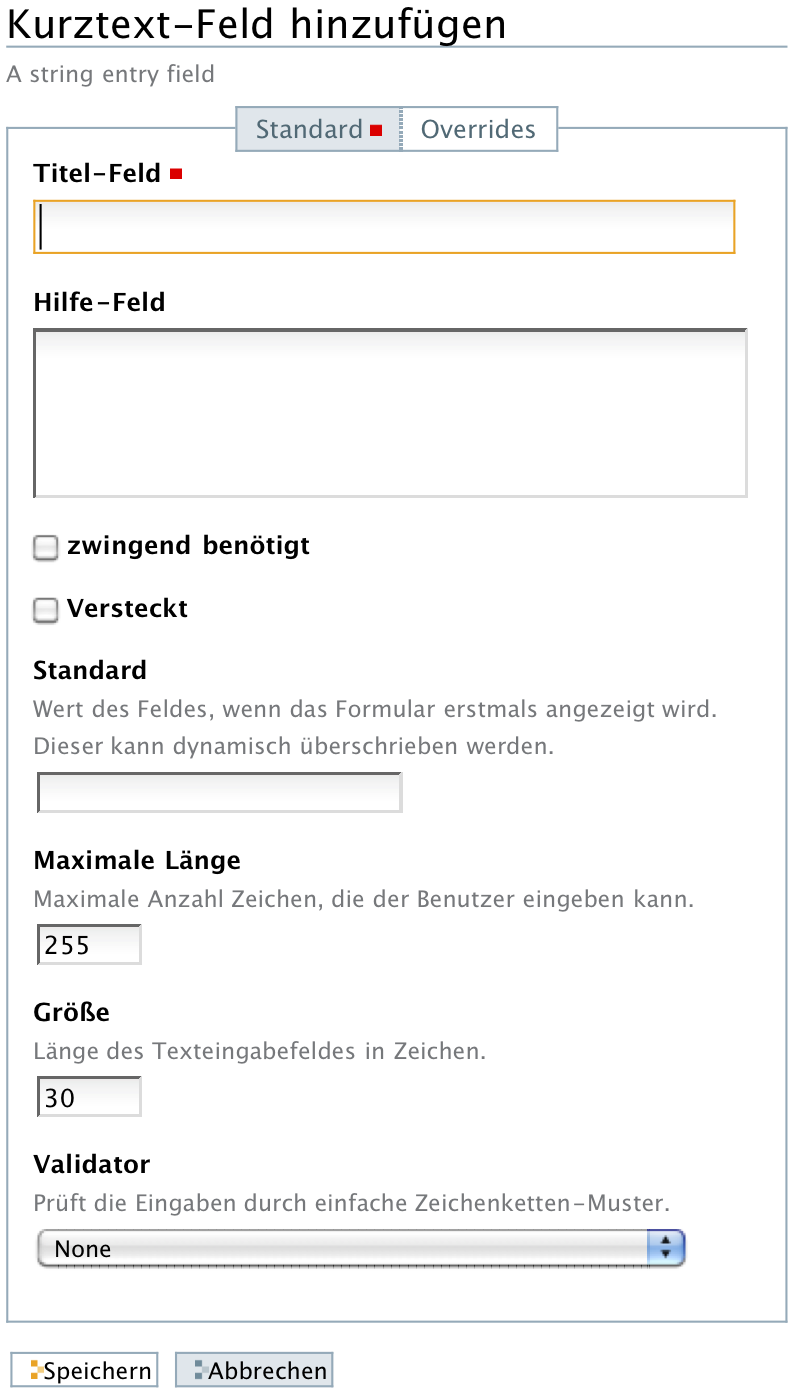 Kurztext-Feld hinzufügen
A string entry field
Standard Overrides
Titel-Feld
Hilfe-Feld
zwingend benötigt
Versteckt
Standard
Wert des Feldes, wenn das Formular erstmals angezeigt wird.
Dieser kann dynamisch überschrieben werden.
Maximale Länge
Maximale Anzahl Zeichen, die der Benutzer eingeben kann.
255
Größe
Länge des Texteingabefeldes in Zeichen.
30
Validator
Prüft die Eingaben durch einfache Zeichenketten-Muster.
None
Speichern Abbrechen